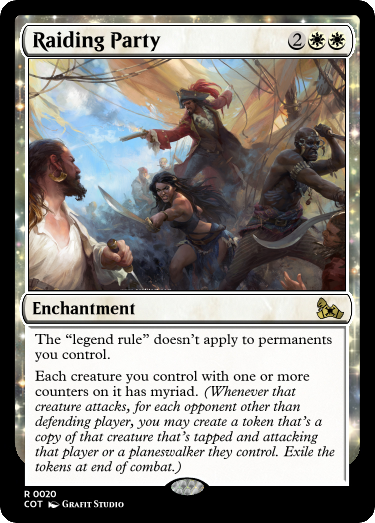 Raiding Party 2
Enchantment
The “legend rule” doesn’t apply to permanents
you control.
Each creature you control with one or more
counters on it has myriad. (Whenever that
creature attacks, for each opponent other than
defending player, you may create a token that’s a
copy of that creature that’s tapped and attacking
that player or a planeswalker they control. Exile the
tokens at end of combat.)
R 0020
COT Grafit Studio